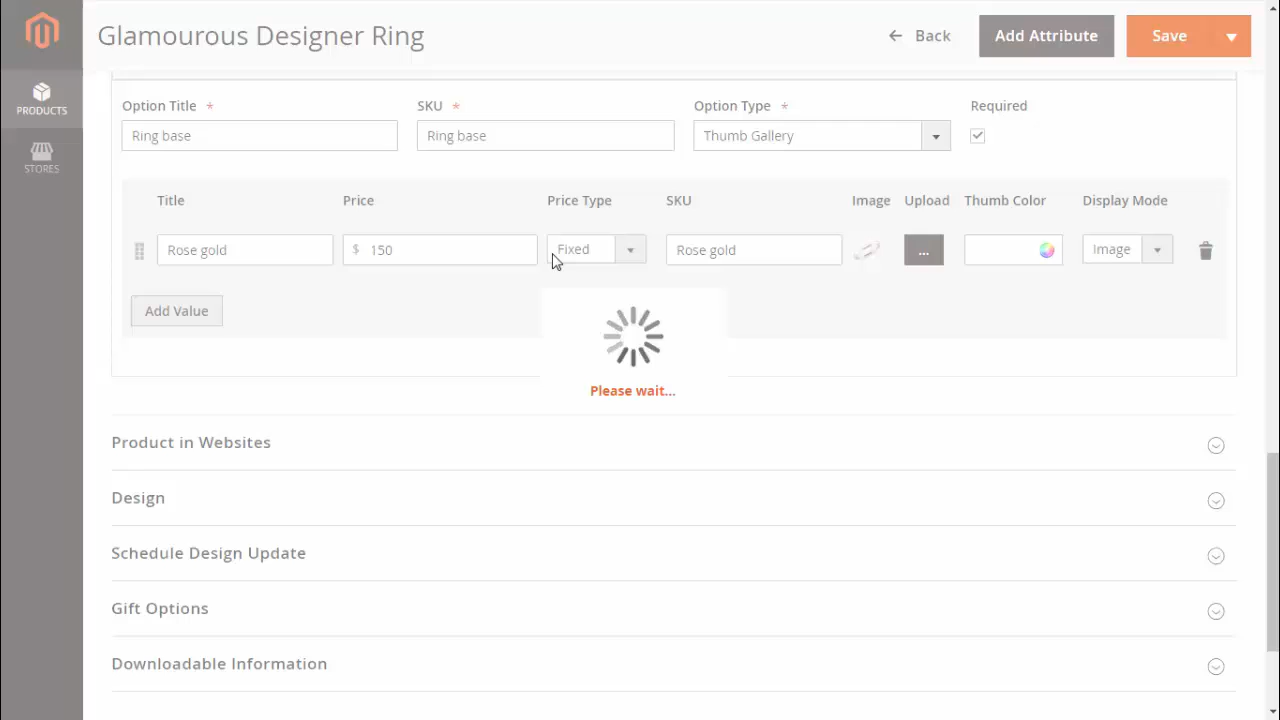 Glamourous Designer Ring
Back
Add Attribute
Save
PRODUCTS
STORES
Option Title *
SKU *
Option Type *
Required
Ring base
Ring base
Thumb Gallery
Title
Price
Price Type
SKU
Image
Upload
Thumb Color
Display Mode
Rose gold
$ 150
Fixed
Rose gold
...
Image
Add Value
Please wait...
Product in Websites
Design
Schedule Design Update
Gift Options
Downloadable Information